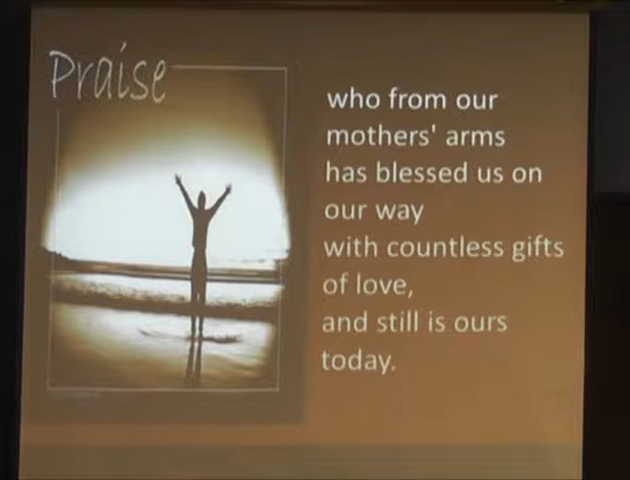 Praise
who from our
mothers' arms
has blessed us on
our way
with countless gifts
of love,
and still is ours
today.